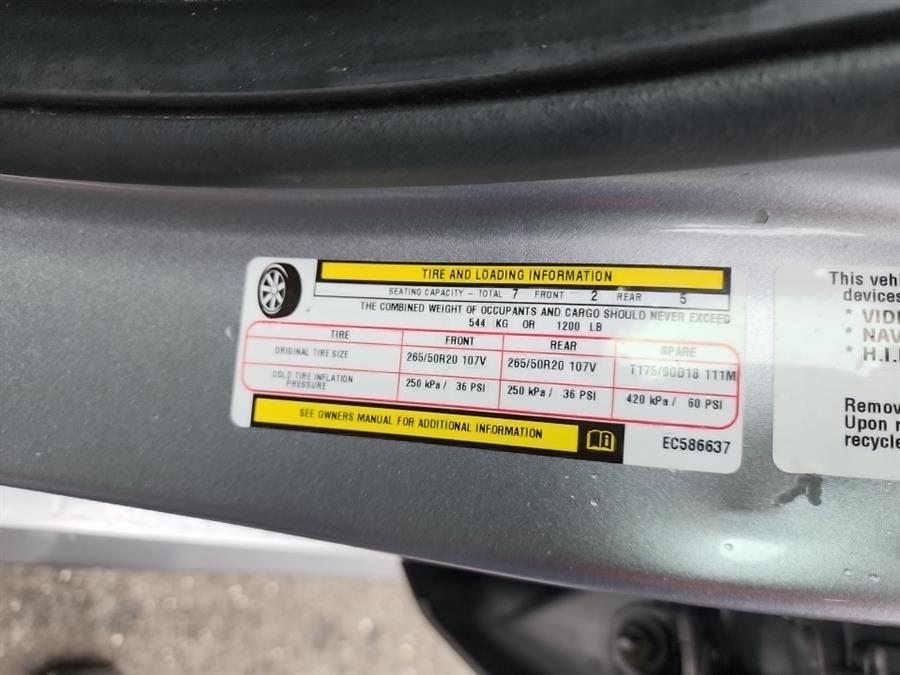 TIRE AND LOADING INFORMATION
SEATING CAPACITY - TOTAL 7 FRONT 2 REAR 5
THE COMBINED WEIGHT OF OCCUPANTS AND CARGO SHOULD NEVER EXCEED
544 KG OR 1200 LB
TIRE FRONT REAR SPARE
ORIGINAL TIRE SIZE 265/50R20 107V 265/50R20 107V T175/90D18 111M
COLD TIRE INFLATION PRESSURE 250 kPa / 36 PSI 250 kPa / 36 PSI 420 kPa / 60 PSI
SEE OWNERS MANUAL FOR ADDITIONAL INFORMATION
EC586637
This vehi
devices
* VIDE
* NAV
* H.I.
Remov
Upon r
recycle